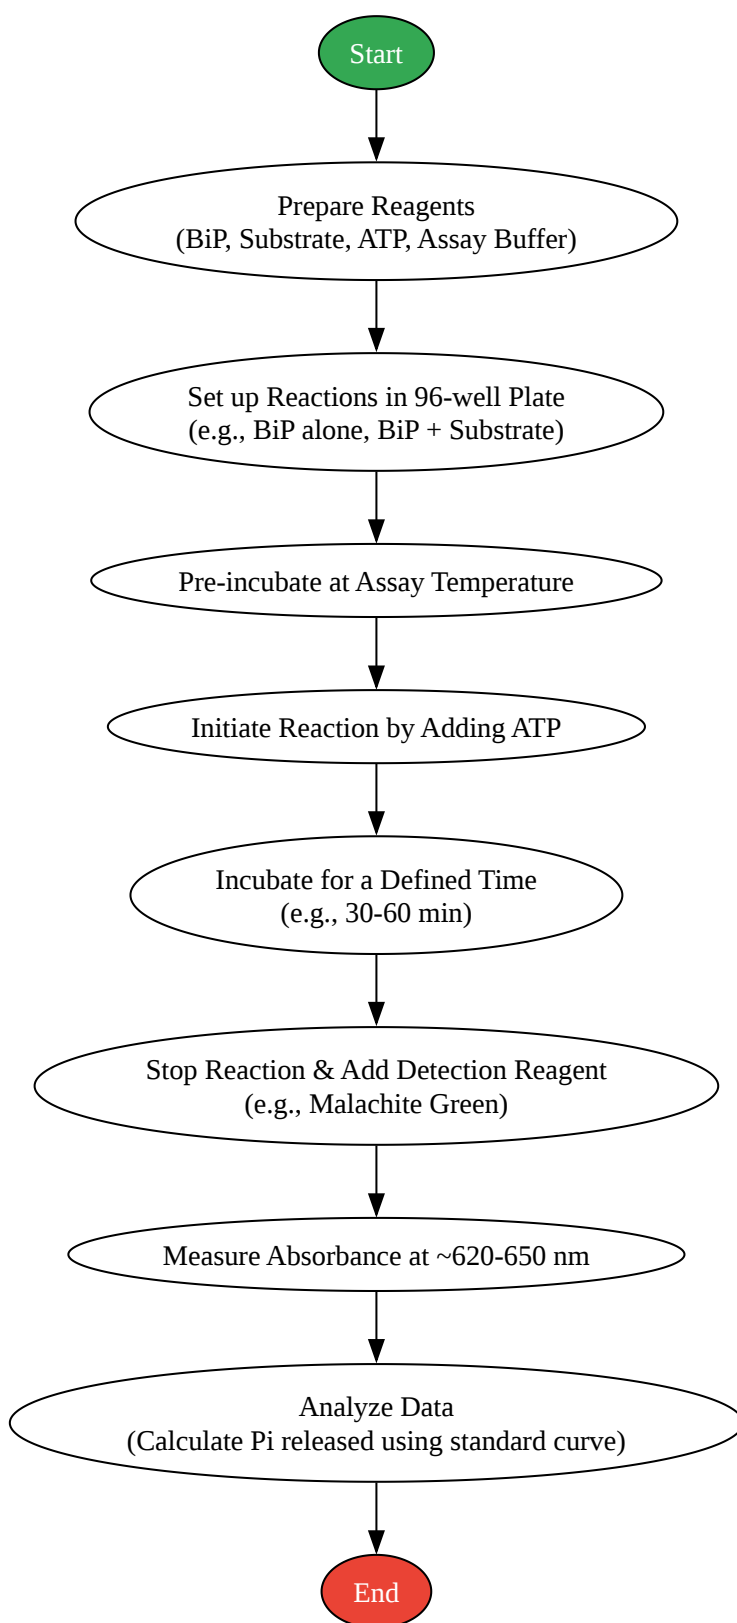 Start
Prepare Reagents
(BiP, Substrate, ATP, Assay Buffer)
Set up Reactions in 96-well Plate
(e.g., BiP alone, BiP + Substrate)
Pre-incubate at Assay Temperature
Initiate Reaction by Adding ATP
Incubate for a Defined Time
(e.g., 30-60 min)
Stop Reaction & Add Detection Reagent
(e.g., Malachite Green)
Measure Absorbance at ~620-650 nm
Analyze Data
(Calculate Pi released using standard curve)
End